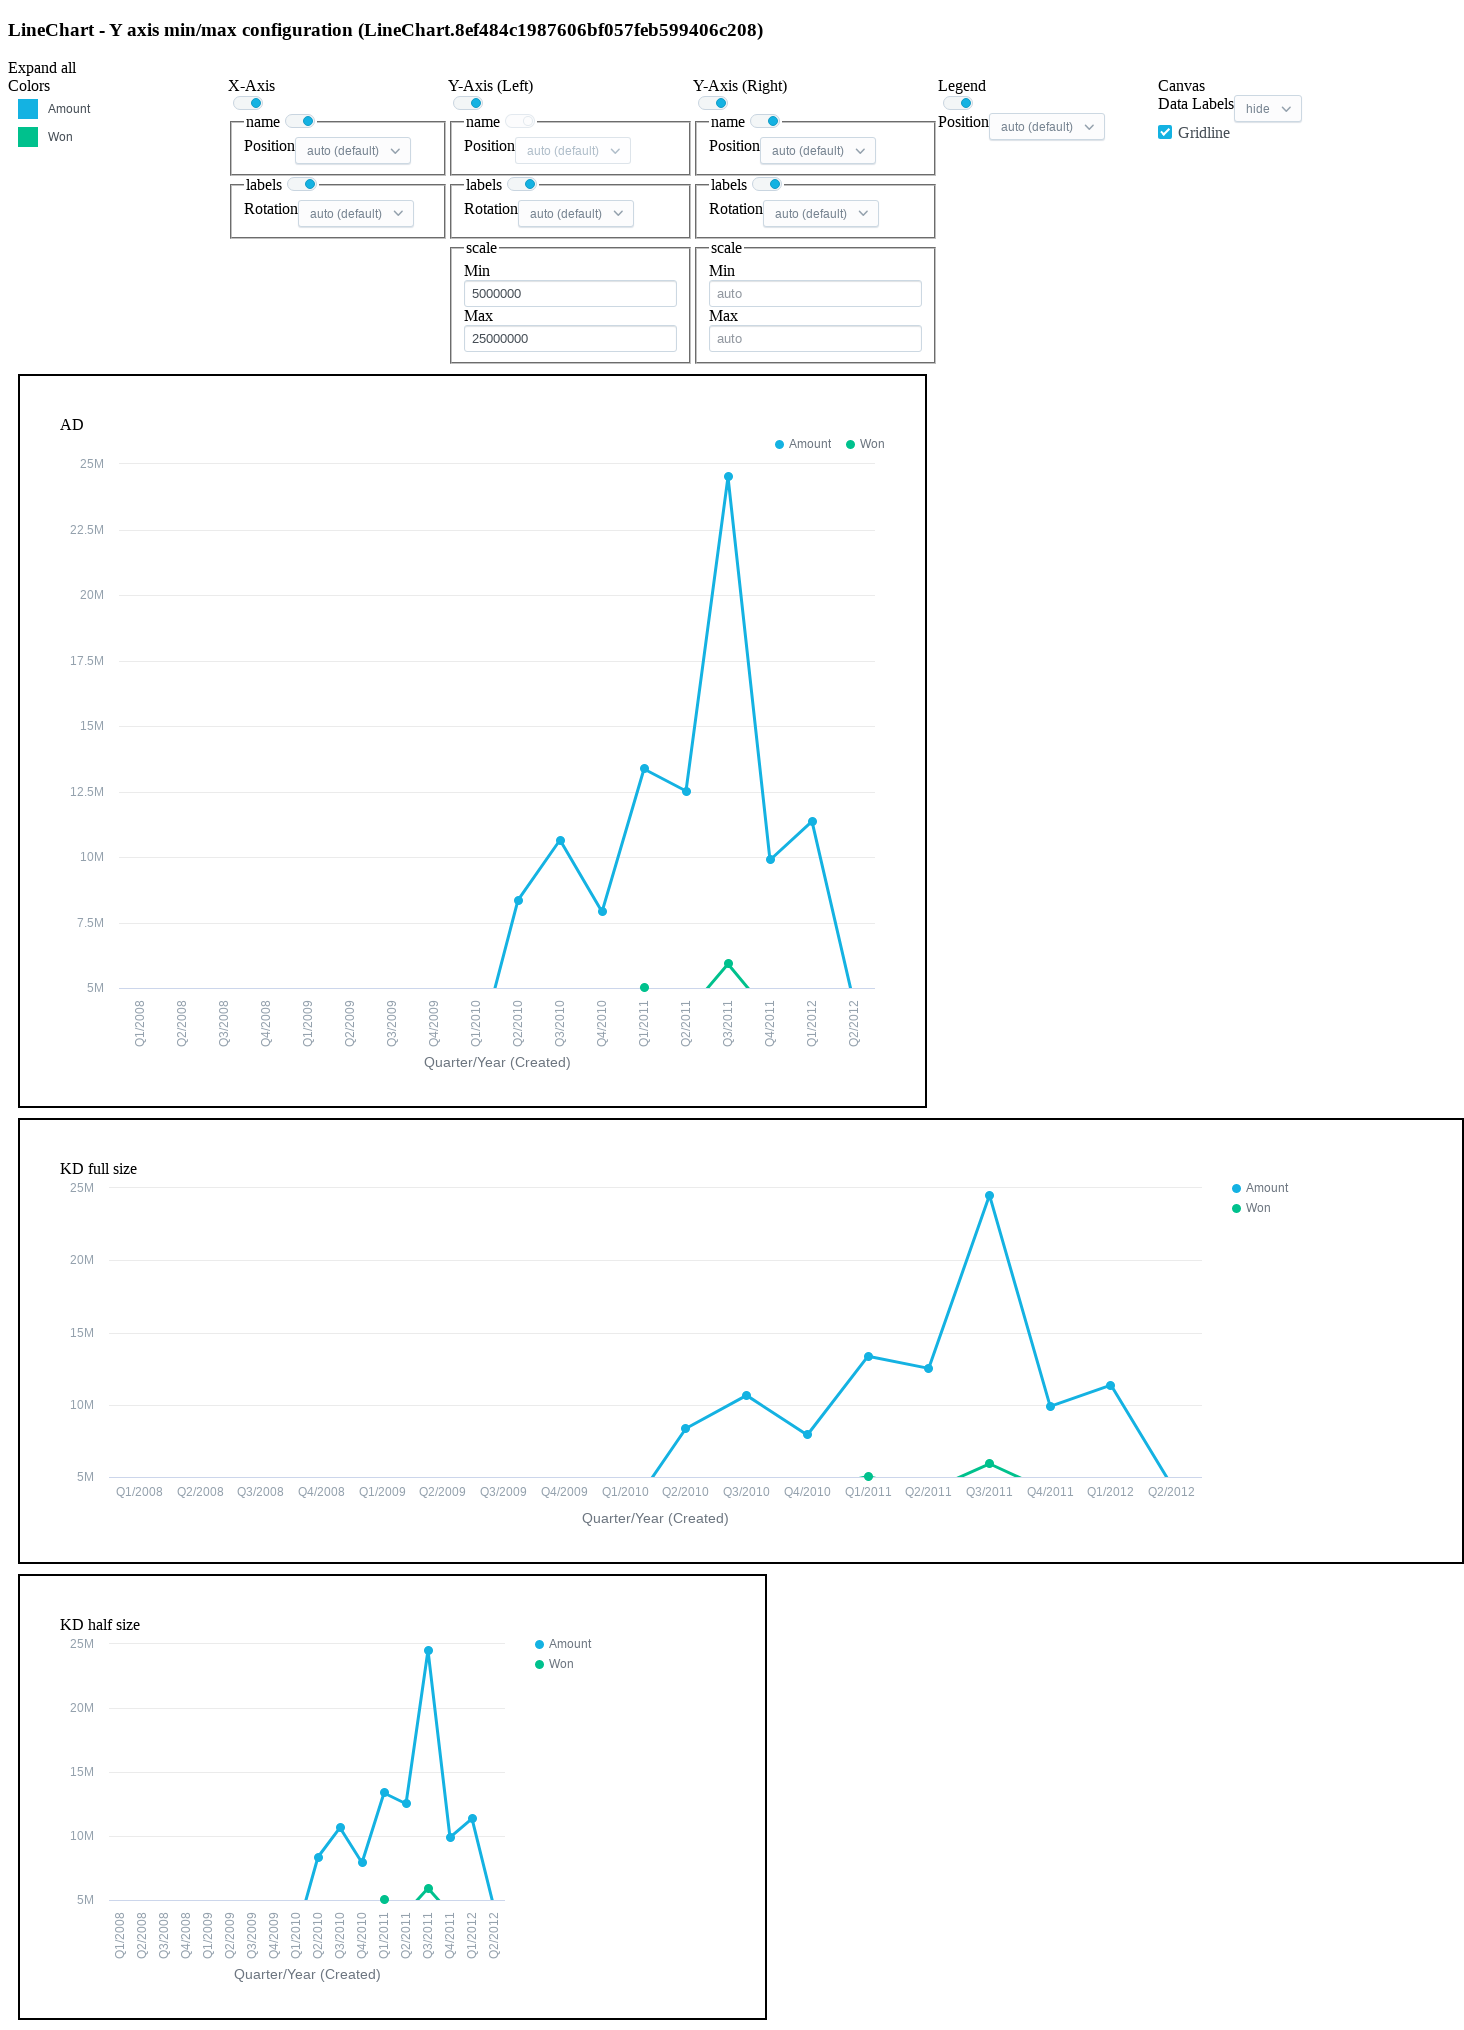 LineChart - Y axis min/max configuration (LineChart.8ef484c1987606bf057feb599406c208)
Expand all
Colors
Amount
Won
X-Axis
name
Position auto (default)
labels
Rotation auto (default)
Y-Axis (Left)
name
Position auto (default)
labels
Rotation auto (default)
scale
Min
5000000
Max
25000000
Y-Axis (Right)
name
Position auto (default)
labels
Rotation auto (default)
scale
Min
auto
Max
auto
Legend
Position auto (default)
Canvas
Data Labels hide
Gridline
AD
Amount Won
25M
22.5M
20M
17.5M
15M
12.5M
10M
7.5M
5M
Q1/2008 Q2/2008 Q3/2008 Q4/2008 Q1/2009 Q2/2009 Q3/2009 Q4/2009 Q1/2010 Q2/2010 Q3/2010 Q4/2010 Q1/2011 Q2/2011 Q3/2011 Q4/2011 Q1/2012 Q2/2012
Quarter/Year (Created)
KD full size
Amount
Won
25M
20M
15M
10M
5M
Q1/2008 Q2/2008 Q3/2008 Q4/2008 Q1/2009 Q2/2009 Q3/2009 Q4/2009 Q1/2010 Q2/2010 Q3/2010 Q4/2010 Q1/2011 Q2/2011 Q3/2011 Q4/2011 Q1/2012 Q2/2012
Quarter/Year (Created)
KD half size
Amount
Won
25M
20M
15M
10M
5M
Q1/2008 Q2/2008 Q3/2008 Q4/2008 Q1/2009 Q2/2009 Q3/2009 Q4/2009 Q1/2010 Q2/2010 Q3/2010 Q4/2010 Q1/2011 Q2/2011 Q3/2011 Q4/2011 Q1/2012 Q2/2012
Quarter/Year (Created)